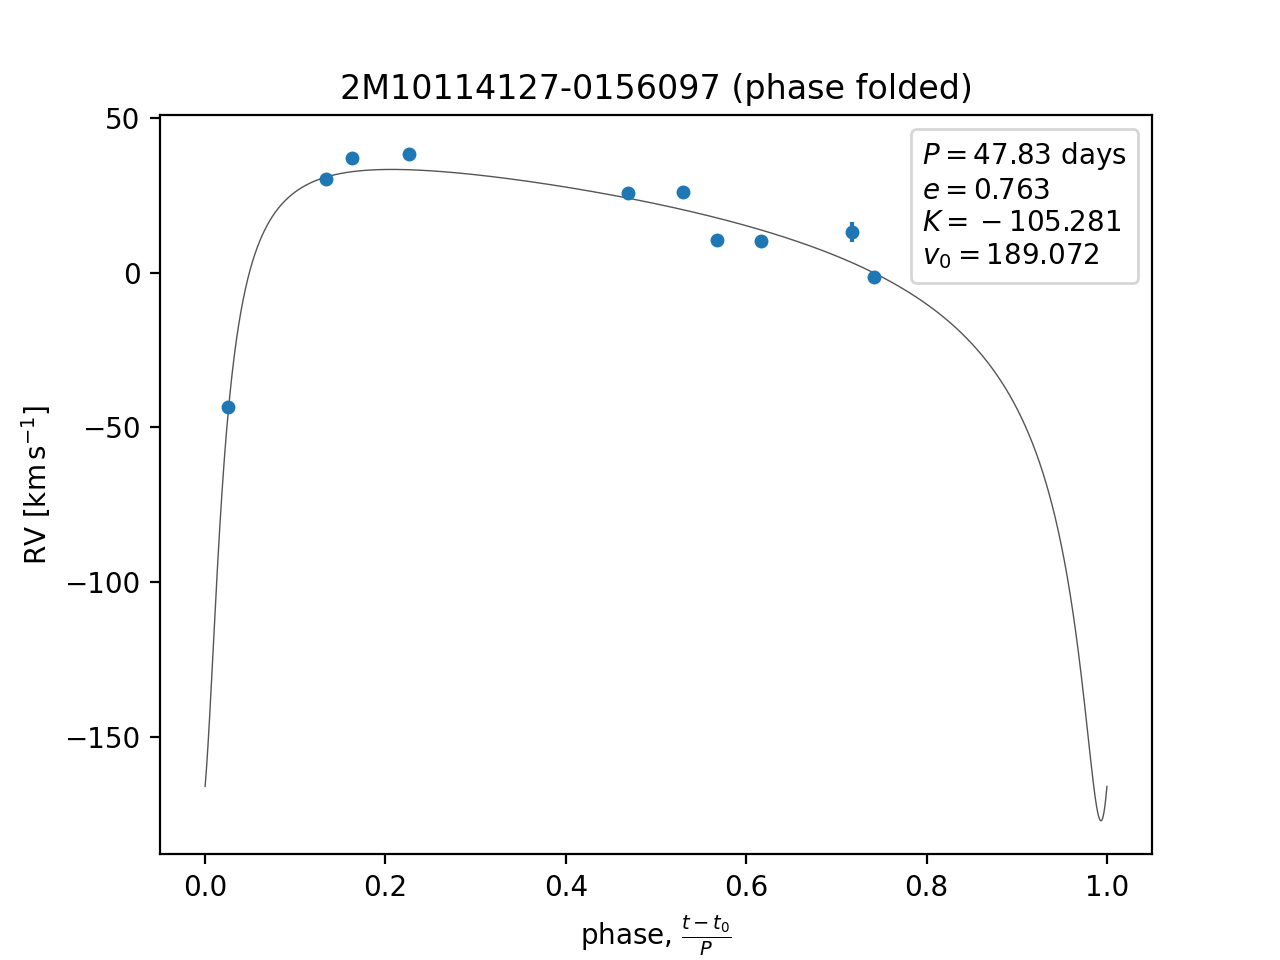 2M10114127-0156097 (phase folded)
50
0
−50
−100
−150
RV [km s⁻¹]
P = 47.83 days
e = 0.763
K = − 105.281
v₀ = 189.072
0.0 0.2 0.4 0.6 0.8 1.0
phase, (t − t₀)/P